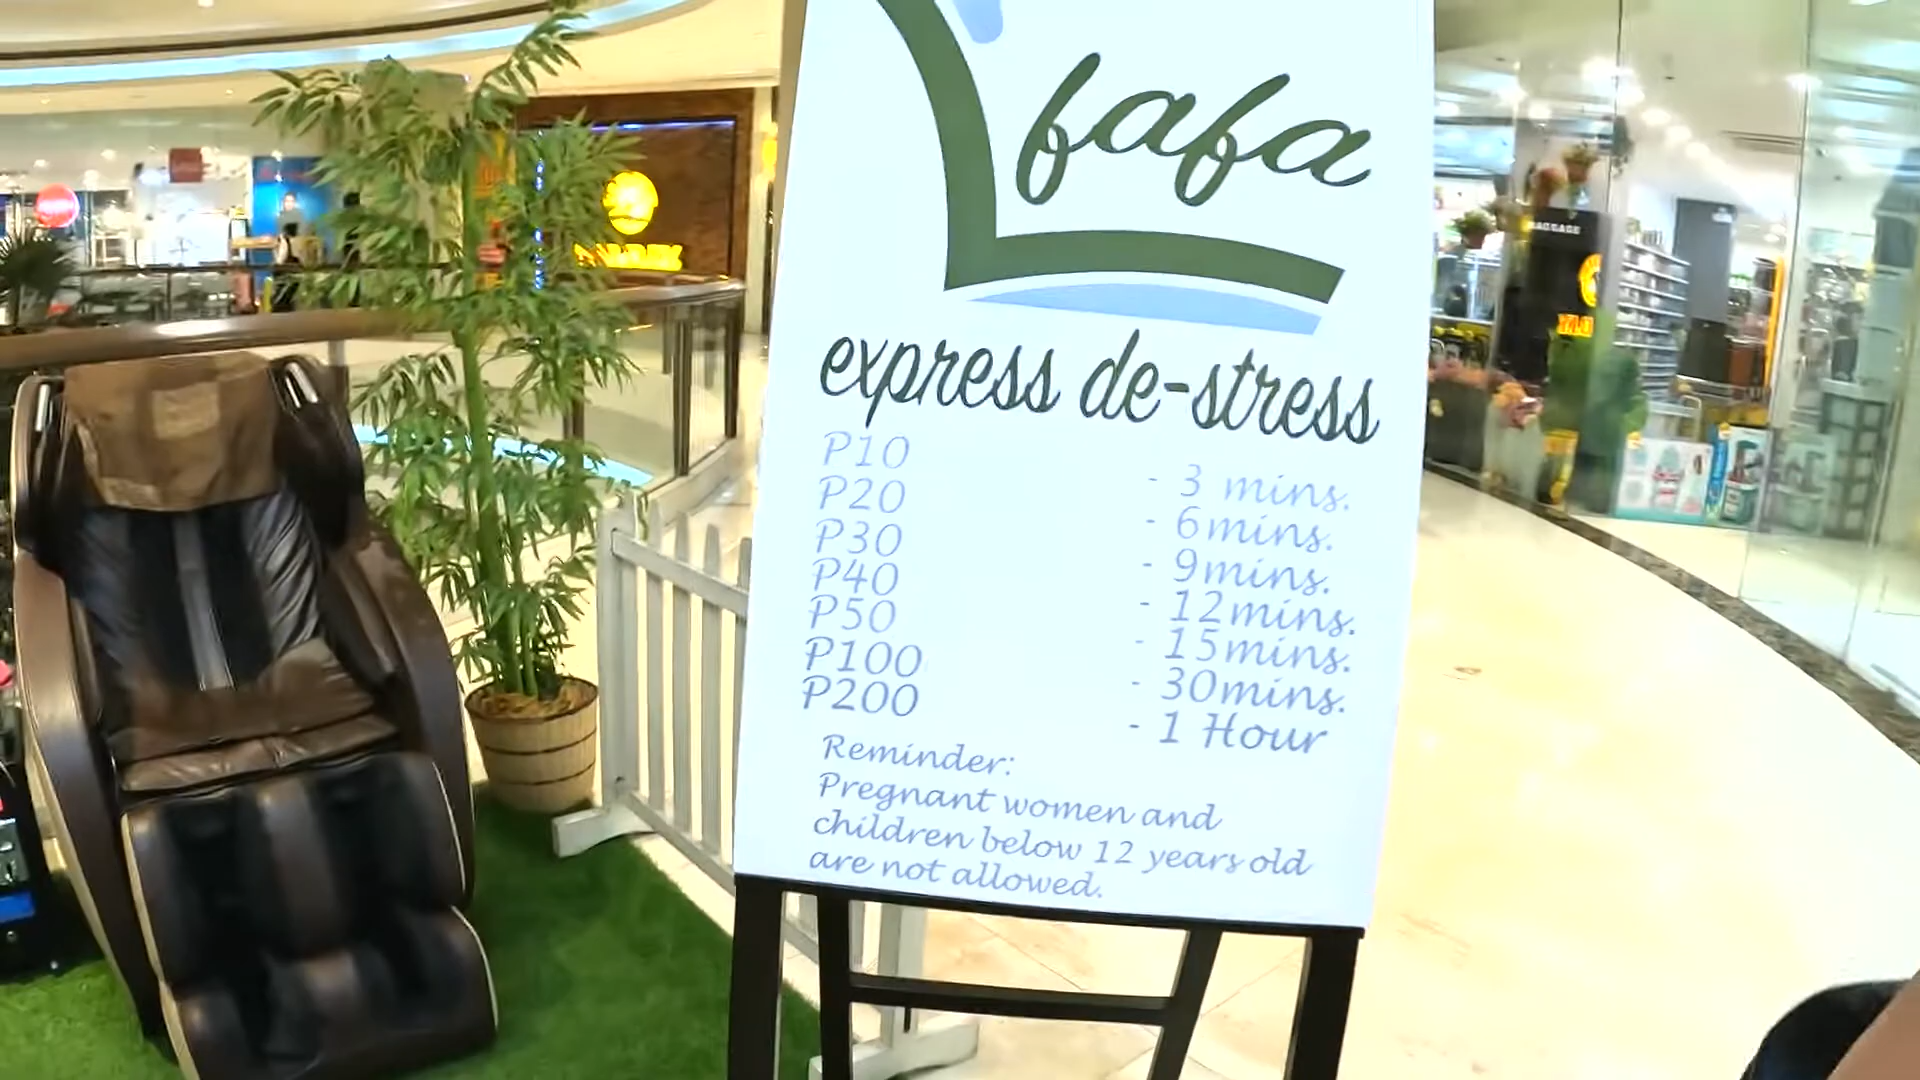 fafa
express de-stress
P10 - 3 mins.
P20 - 6mins.
P30 - 9mins.
P40 - 12mins.
P50 - 15mins.
P100 - 30mins.
P200 - 1 Hour
Reminder:
Pregnant women and
children below 12 years old
are not allowed.
BAGGAGE